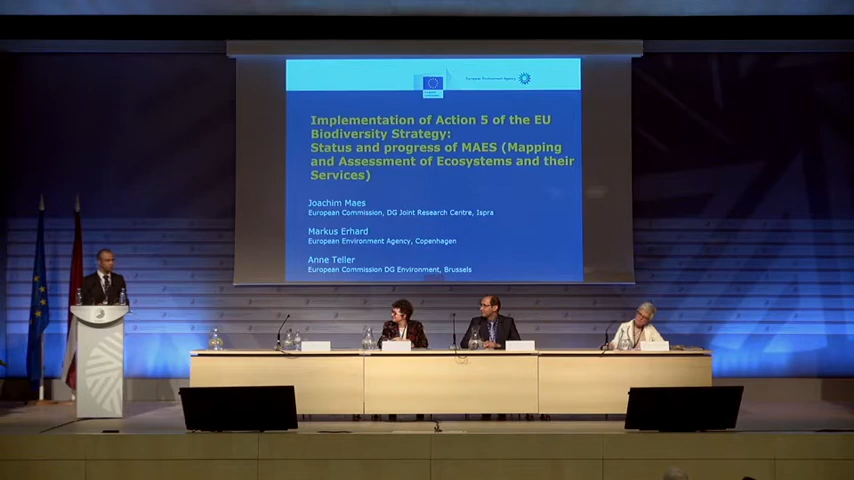 European Environment Agency
Implementation of Action 5 of the EU
Biodiversity Strategy:
Status and progress of MAES (Mapping
and Assessment of Ecosystems and their
Services)
Joachim Maes
European Commission, DG Joint Research Centre, Ispra
Markus Erhard
European Environment Agency, Copenhagen
Anne Teller
European Commission DG Environment, Brussels